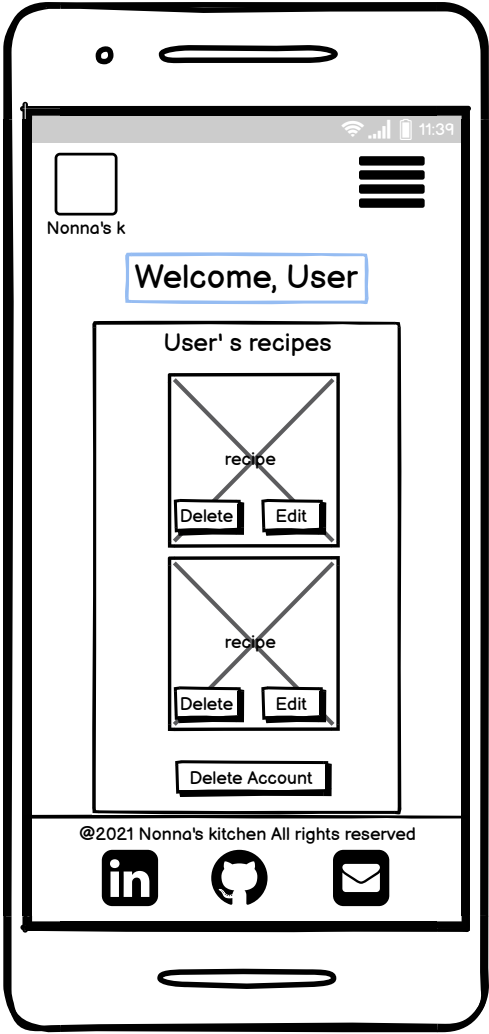 11:39
Nonna's k
Welcome, User
User' s recipes
recipe
Delete Edit
recipe
Delete Edit
Delete Account
@2021 Nonna's kitchen All rights reserved
in